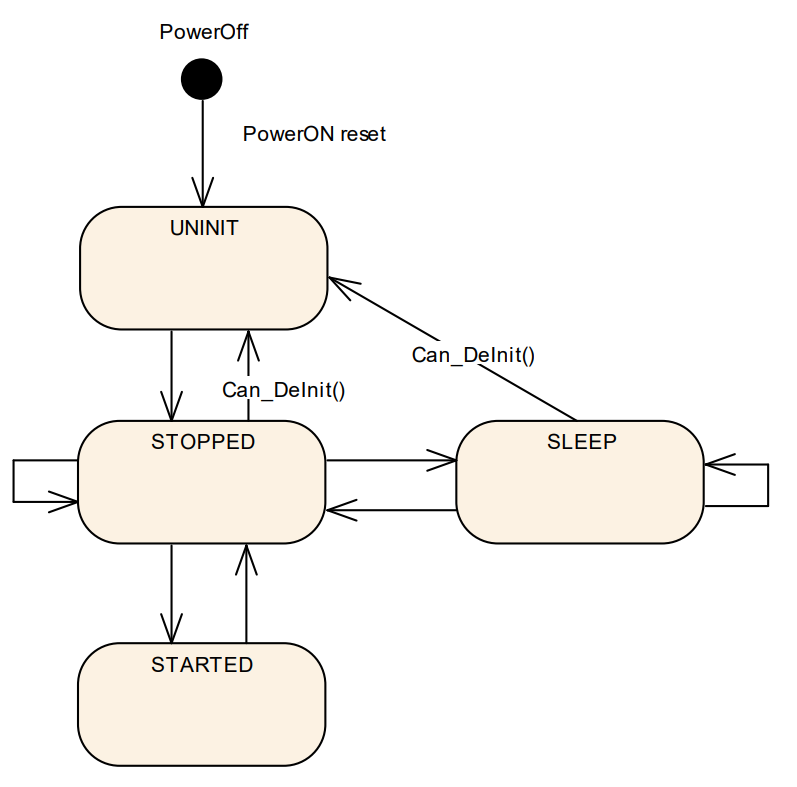 PowerOff
PowerON reset
UNINIT
Can_DeInit()
Can_DeInit()
STOPPED
SLEEP
STARTED